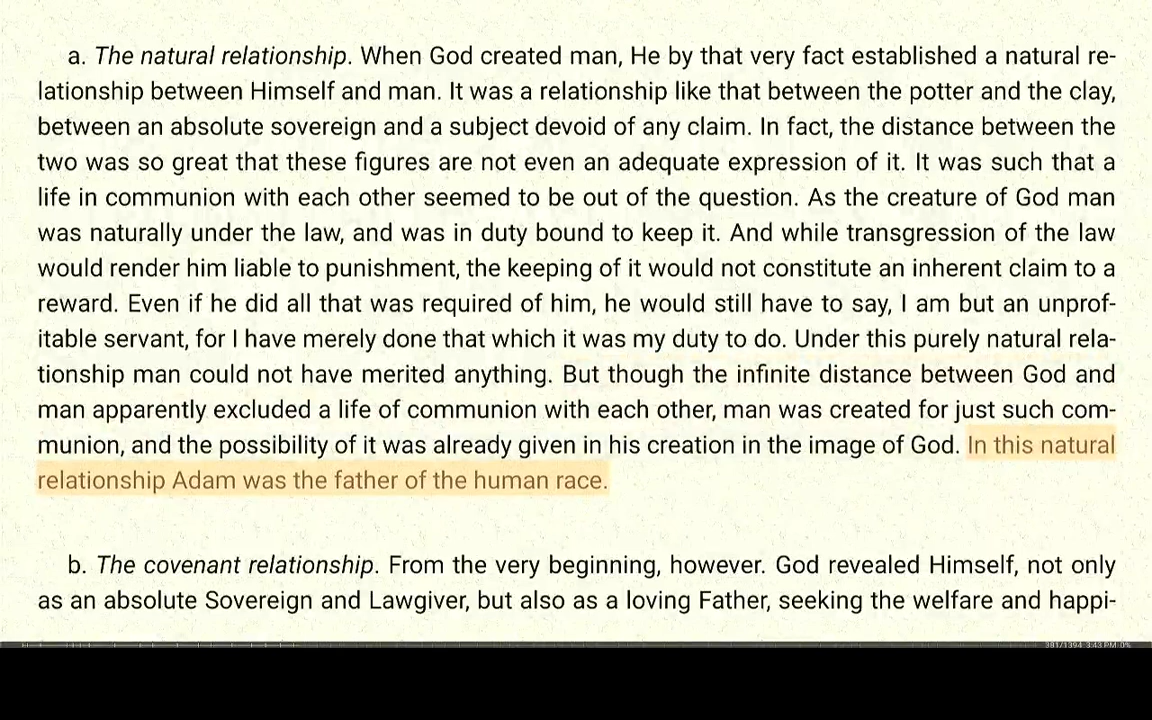 a. The natural relationship. When God created man, He by that very fact established a natural re-
lationship between Himself and man. It was a relationship like that between the potter and the clay,
between an absolute sovereign and a subject devoid of any claim. In fact, the distance between the
two was so great that these figures are not even an adequate expression of it. It was such that a
life in communion with each other seemed to be out of the question. As the creature of God man
was naturally under the law, and was in duty bound to keep it. And while transgression of the law
would render him liable to punishment, the keeping of it would not constitute an inherent claim to a
reward. Even if he did all that was required of him, he would still have to say, I am but an unprof-
itable servant, for I have merely done that which it was my duty to do. Under this purely natural rela-
tionship man could not have merited anything. But though the infinite distance between God and
man apparently excluded a life of communion with each other, man was created for just such com-
munion, and the possibility of it was already given in his creation in the image of God. In this natural
relationship Adam was the father of the human race.
b. The covenant relationship. From the very beginning, however. God revealed Himself, not only
as an absolute Sovereign and Lawgiver, but also as a loving Father, seeking the welfare and happi-
381/1394 3:43 PM 0%